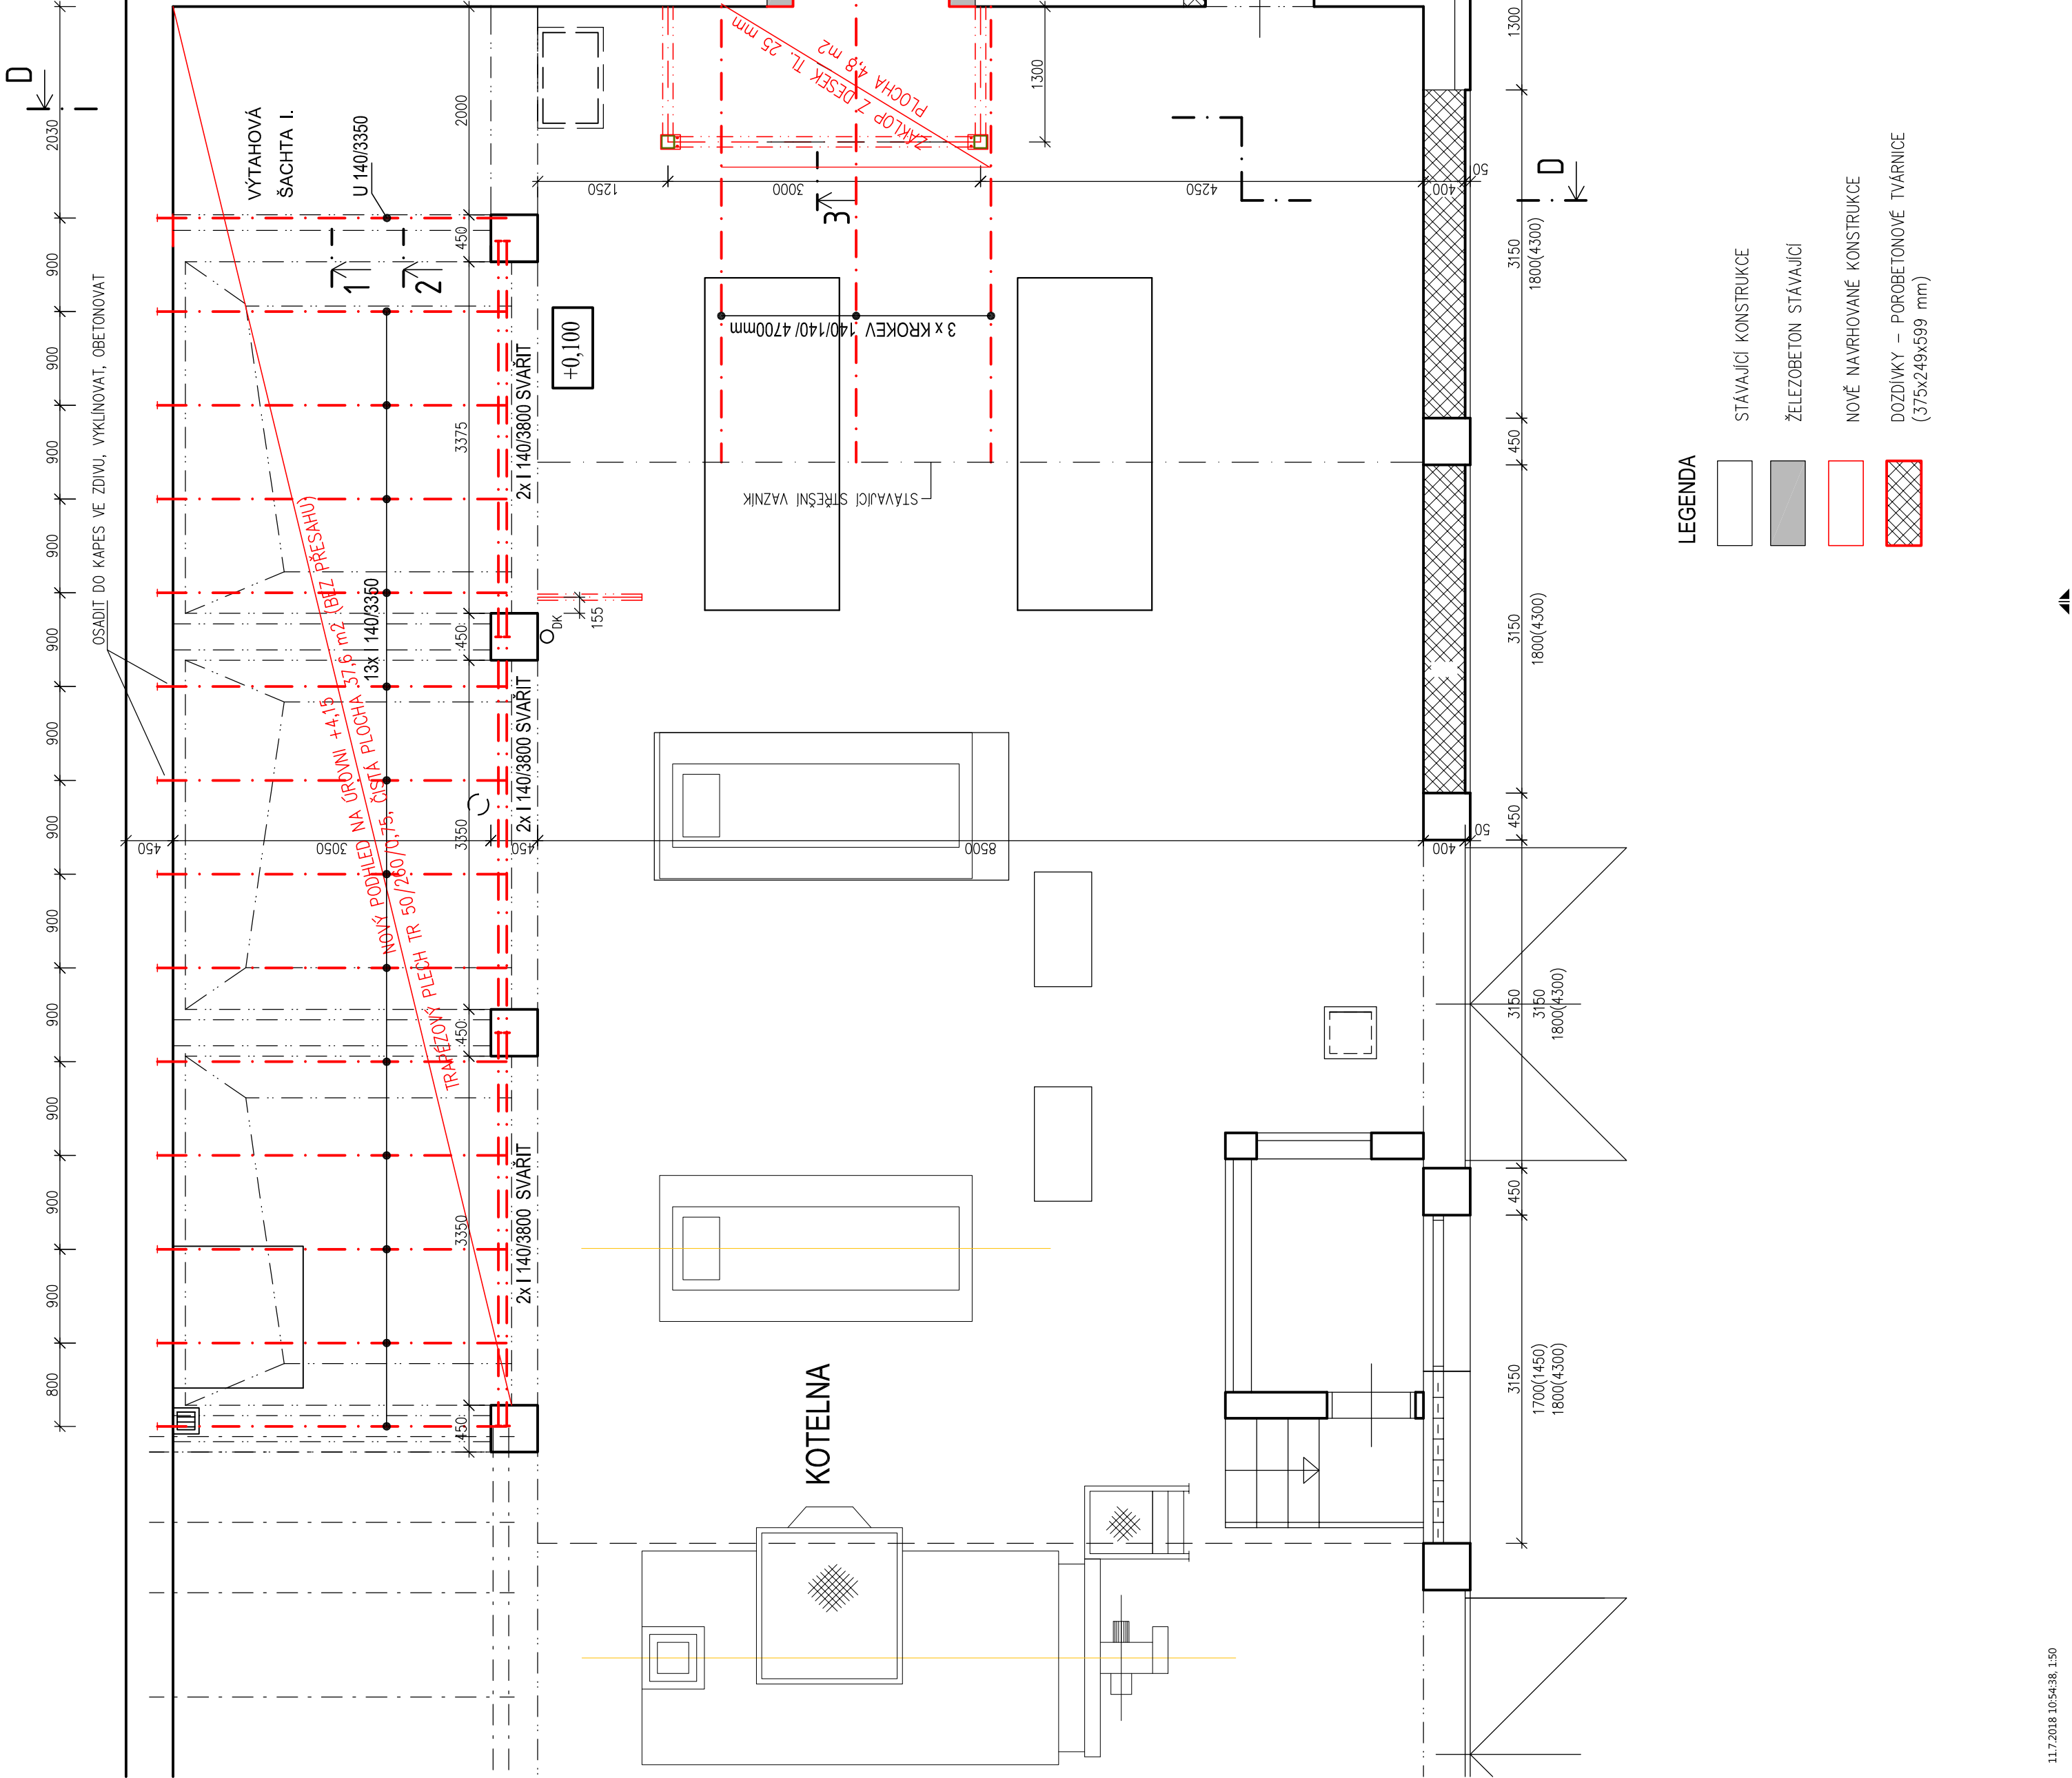 D
2030
900
900
900
900
900
900
900
900
900
900
900
900
800
OSADIT DO KAPES VE ZDIVU, VYKLÍNOVAT, OBETONOVAT
VÝTAHOVÁ
ŠACHTA I.
U 140/3350
1
2
13x I 140/3350
NOVÝ PODHLED NA ÚROVNI +4,15
TRAPÉZOVÝ PLECH TR 50/260/0,75, ČISTÁ PLOCHA 37,6 m2 (BEZ PŘESAHU)
2000
450
3375
450
3350
450
3350
450
2x I 140/3800 SVAŘIT
2x I 140/3800 SVAŘIT
2x I 140/3800 SVAŘIT
+0,100
DK
155
450
3050
450
8500
400
50
1250
3000
4250
400
50
1300
ZÁKLOP Z DESEK TL. 25 mm
PLOCHA 4,8 m2
3
3 x KROKEV 140/140/4700mm
STÁVAJÍCÍ STŘEŠNÍ VAZNÍK
KOTELNA
D
1300
3150
1800(4300)
450
3150
1800(4300)
450
3150
3150
1800(4300)
450
3150
1700(1450)
1800(4300)
LEGENDA
STÁVAJÍCÍ KONSTRUKCE
ŽELEZOBETON STÁVAJÍCÍ
NOVĚ NAVRHOVANÉ KONSTRUKCE
DOZDÍVKY – POROBETONOVÉ TVÁRNICE
(375x249x599 mm)
11.7.2018 10:54:38, 1:50